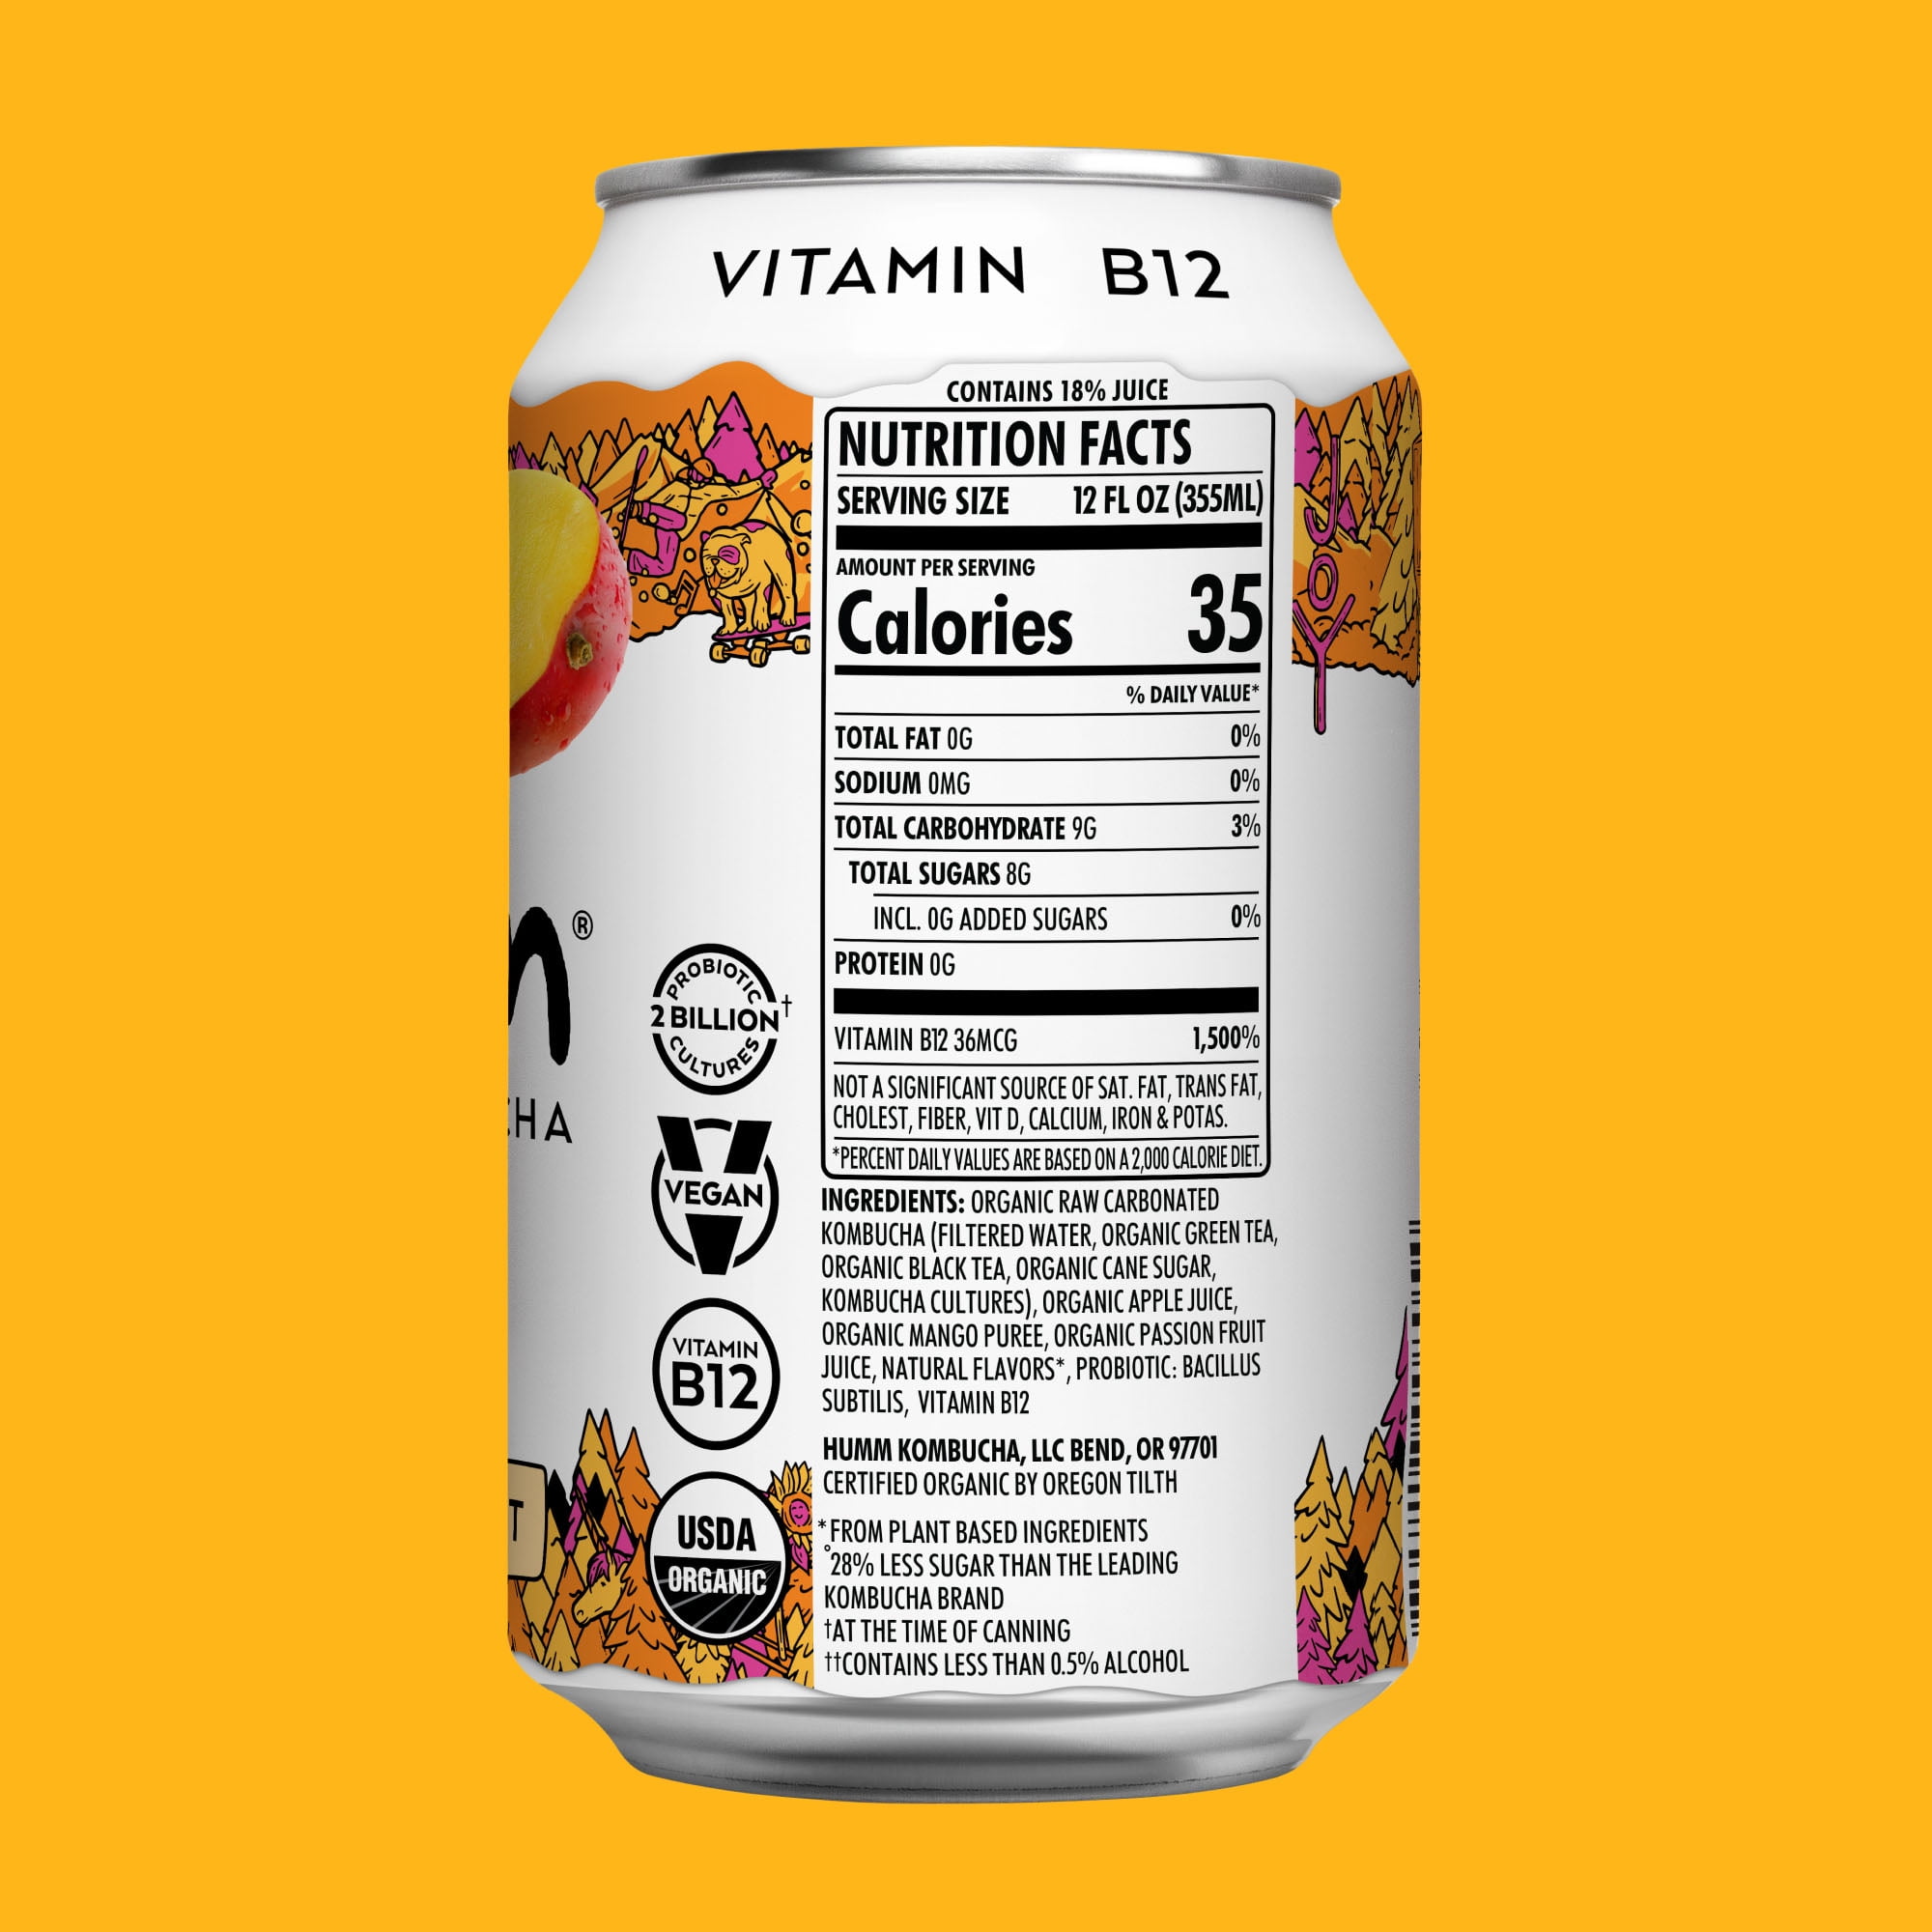 VITAMIN B12
CONTAINS 18% JUICE
NUTRITION FACTS
SERVING SIZE 12 FL OZ (355ML)
AMOUNT PER SERVING
Calories 35
% DAILY VALUE*
TOTAL FAT 0G 0%
SODIUM 0MG 0%
TOTAL CARBOHYDRATE 9G 3%
TOTAL SUGARS 8G
INCL. 0G ADDED SUGARS 0%
PROTEIN 0G
VITAMIN B12 36MCG 1,500%
NOT A SIGNIFICANT SOURCE OF SAT. FAT, TRANS FAT,
CHOLEST, FIBER, VIT D, CALCIUM, IRON & POTAS.
*PERCENT DAILY VALUES ARE BASED ON A 2,000 CALORIE DIET.
INGREDIENTS: ORGANIC RAW CARBONATED
KOMBUCHA (FILTERED WATER, ORGANIC GREEN TEA,
ORGANIC BLACK TEA, ORGANIC CANE SUGAR,
KOMBUCHA CULTURES), ORGANIC APPLE JUICE,
ORGANIC MANGO PUREE, ORGANIC PASSION FRUIT
JUICE, NATURAL FLAVORS*, PROBIOTIC: BACILLUS
SUBTILIS, VITAMIN B12
HUMM KOMBUCHA, LLC BEND, OR 97701
CERTIFIED ORGANIC BY OREGON TILTH
*FROM PLANT BASED INGREDIENTS
°28% LESS SUGAR THAN THE LEADING
KOMBUCHA BRAND
†AT THE TIME OF CANNING
††CONTAINS LESS THAN 0.5% ALCOHOL
PROBIOTIC
2 BILLION†
CULTURES
VEGAN
VITAMIN
B12
USDA
ORGANIC
JOY
®
HA
T